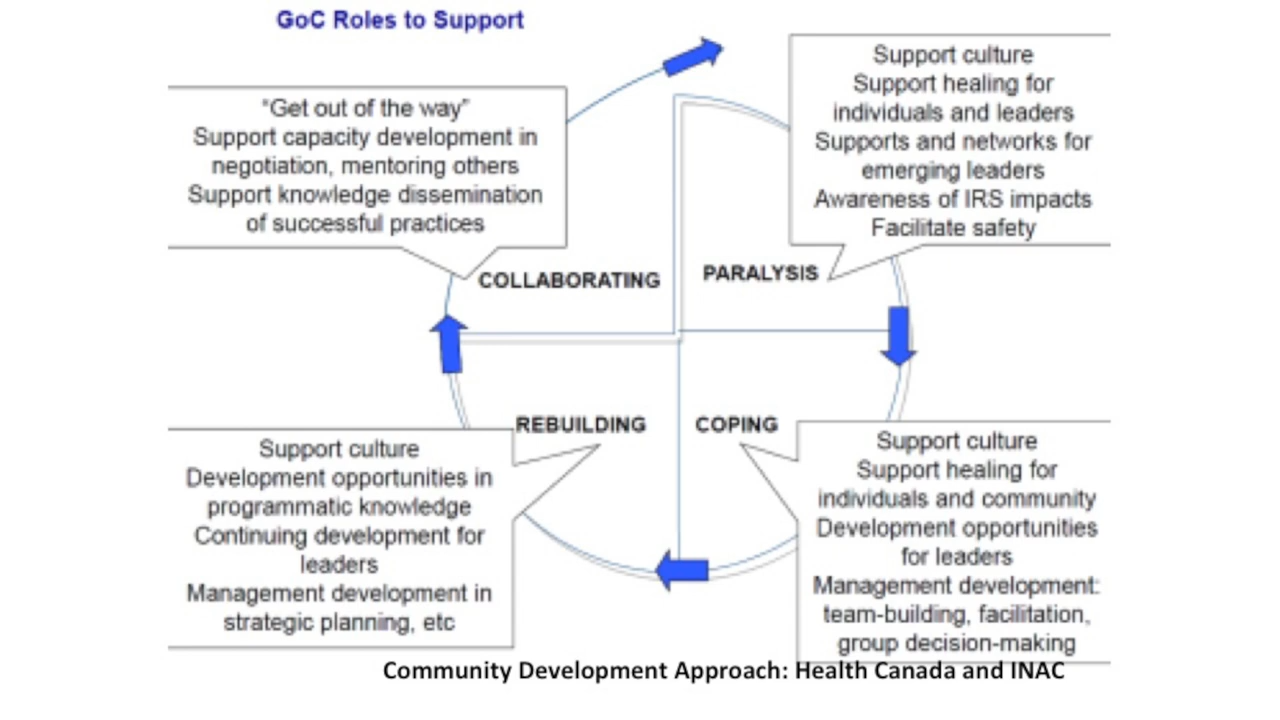 GoC Roles to Support
“Get out of the way”
Support capacity development in
negotiation, mentoring others
Support knowledge dissemination
of successful practices
Support culture
Support healing for
individuals and leaders
Supports and networks for
emerging leaders
Awareness of IRS impacts
Facilitate safety
COLLABORATING
PARALYSIS
REBUILDING
COPING
Support culture
Development opportunities in
programmatic knowledge
Continuing development for
leaders
Management development in
strategic planning, etc
Support culture
Support healing for
individuals and community
Development opportunities
for leaders
Management development:
team-building, facilitation,
group decision-making
Community Development Approach: Health Canada and INAC